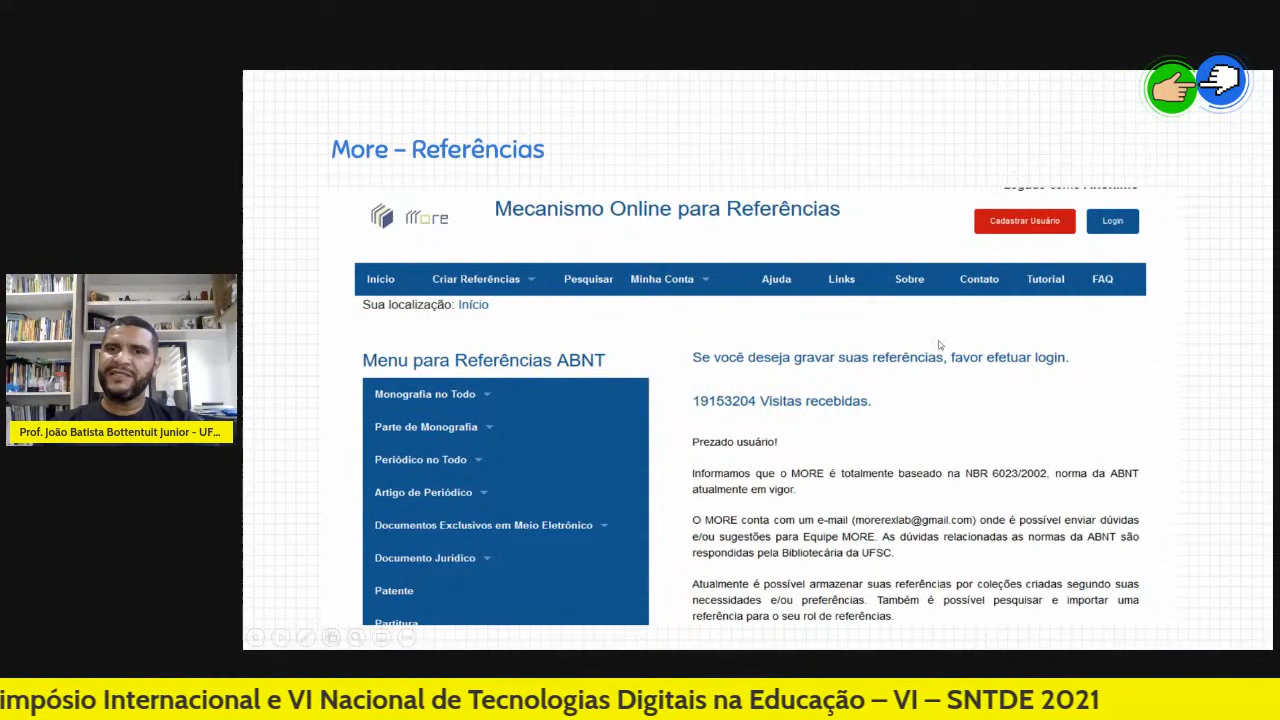 More – Referências
Logado como Anônimo
more
Mecanismo Online para Referências
Cadastrar Usuário
Login
Início
Criar Referências
Pesquisar
Minha Conta
Ajuda
Links
Sobre
Contato
Tutorial
FAQ
Sua localização: Início
Menu para Referências ABNT
Monografia no Todo
Parte de Monografia
Periódico no Todo
Artigo de Periódico
Documentos Exclusivos em Meio Eletrônico
Documento Jurídico
Patente
Partitura
Se você deseja gravar suas referências, favor efetuar login.
19153204 Visitas recebidas.
Prezado usuário!
Informamos que o MORE é totalmente baseado na NBR 6023/2002, norma da ABNT
atualmente em vigor.
O MORE conta com um e-mail (morerexlab@gmail.com) onde é possível enviar dúvidas
e/ou sugestões para Equipe MORE. As dúvidas relacionadas as normas da ABNT são
respondidas pela Bibliotecária da UFSC.
Atualmente é possível armazenar suas referências por coleções criadas segundo suas
necessidades e/ou preferências. Também é possível pesquisar e importar uma
referência para o seu rol de referências.
Prof. João Batista Bottentuit Junior - UF...
impósio Internacional e VI Nacional de Tecnologias Digitais na Educação – VI – SNTDE 2021